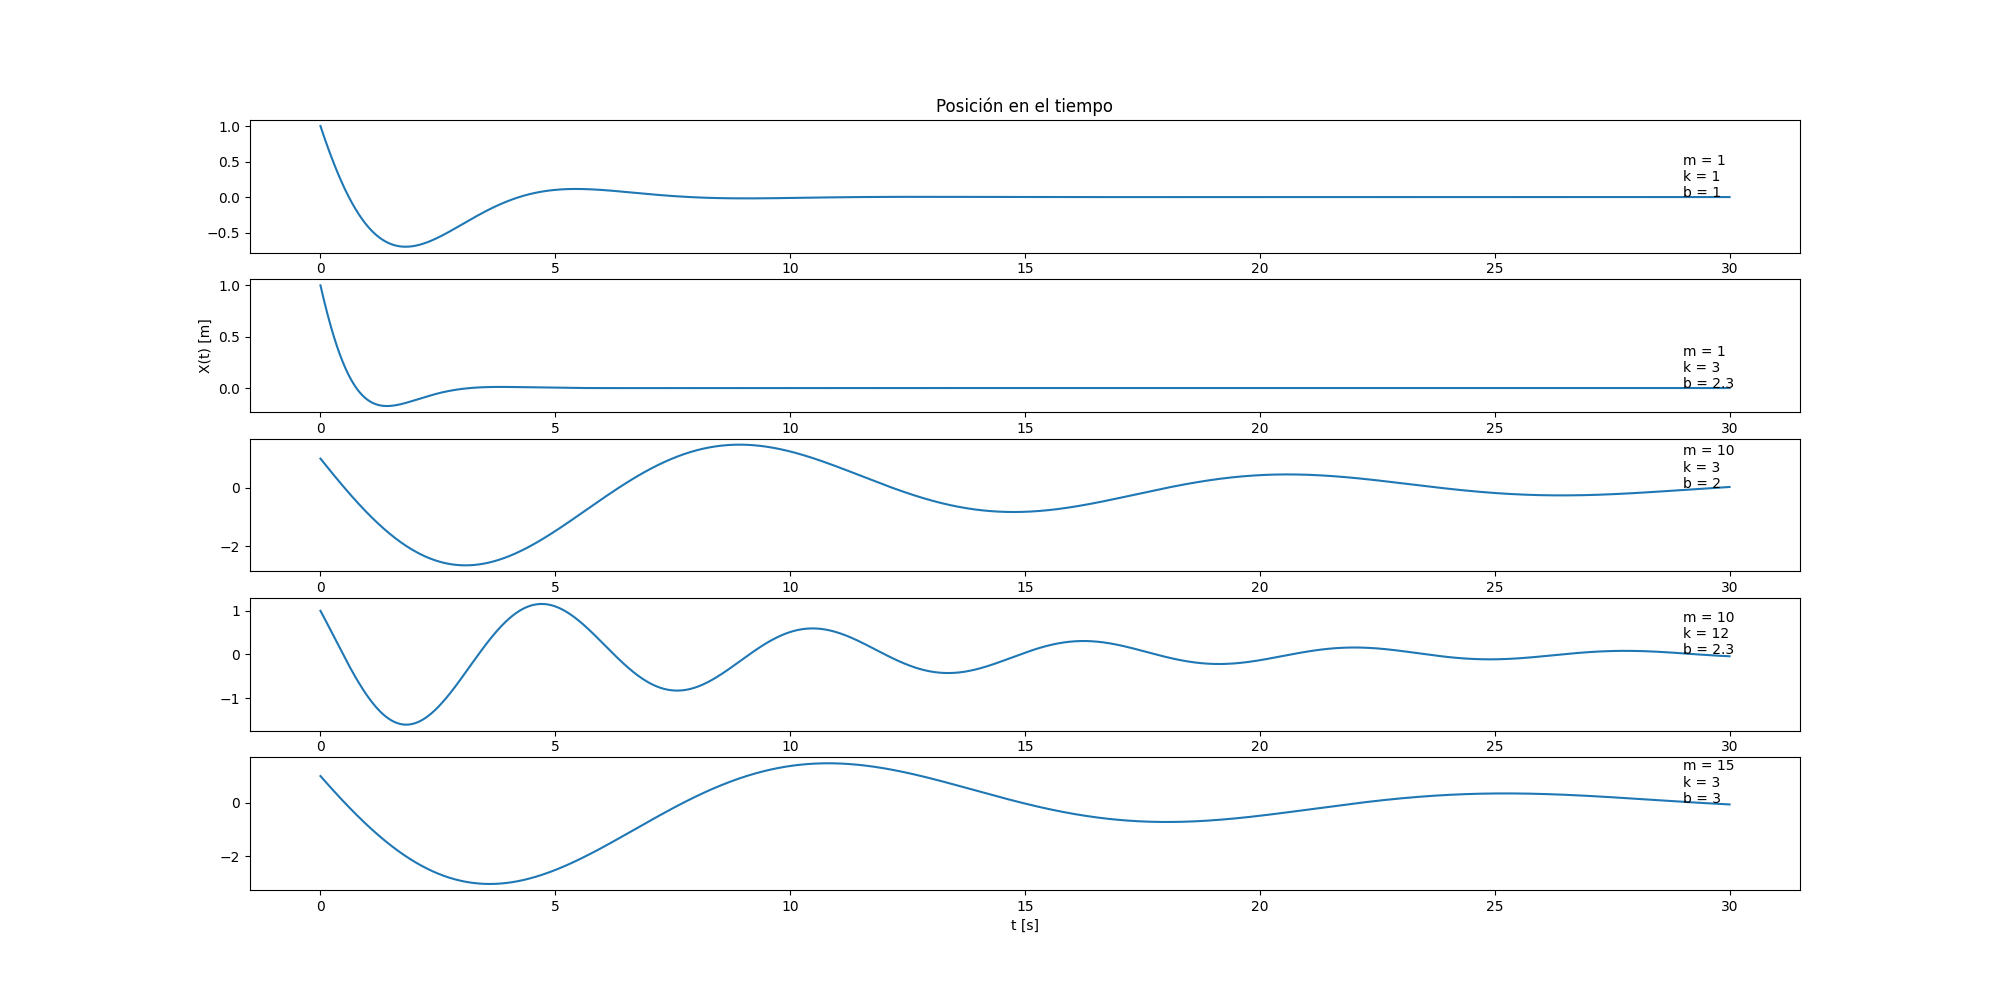 Posición en el tiempo
1.0
0.5
0.0
−0.5
m = 1
k = 1
b = 1
0 5 10 15 20 25 30
X(t) [m]
1.0
0.5
0.0
m = 1
k = 3
b = 2.3
0 5 10 15 20 25 30
0
−2
m = 10
k = 3
b = 2
0 5 10 15 20 25 30
1
0
−1
m = 10
k = 12
b = 2.3
0 5 10 15 20 25 30
0
−2
m = 15
k = 3
b = 3
0 5 10 15 20 25 30
t [s]